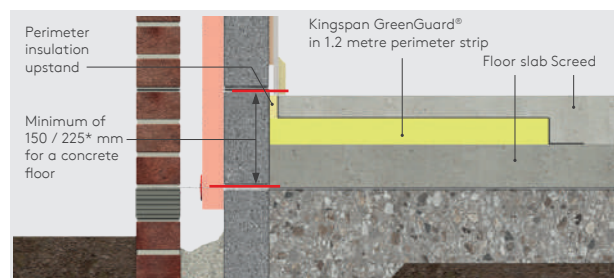 Perimeter
insulation
upstand
Kingspan GreenGuard®
in 1.2 metre perimeter strip
Floor slab Screed
Minimum of
150 / 225* mm
for a concrete
floor